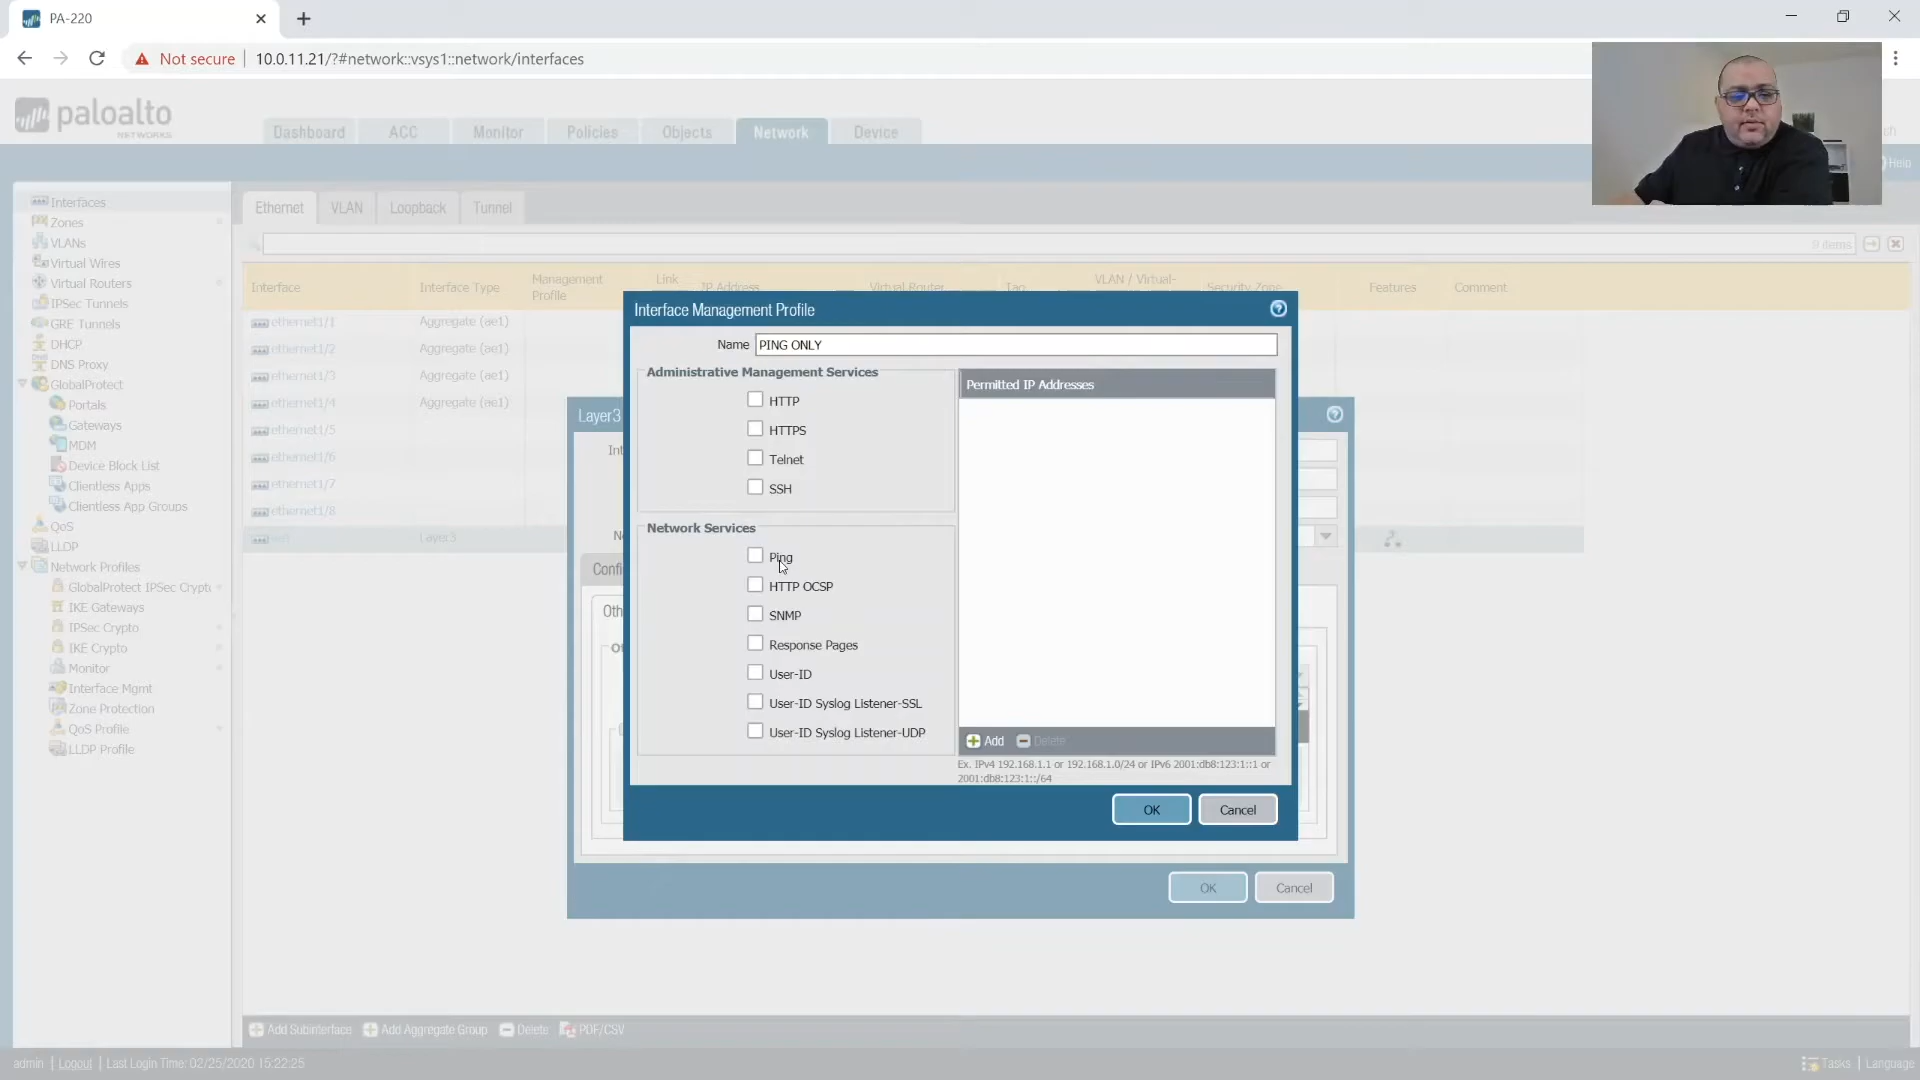 PA-220
Not secure
10.0.11.21/?#network::vsys1::network/interfaces
paloalto
NETWORKS
Dashboard
ACC
Monitor
Policies
Objects
Network
Device
Help
Interfaces
Zones
VLANs
Virtual Wires
Virtual Routers
IPSec Tunnels
GRE Tunnels
DHCP
DNS Proxy
GlobalProtect
Portals
Gateways
MDM
Device Block List
Clientless Apps
Clientless App Groups
QoS
LLDP
Network Profiles
GlobalProtect IPSec Crypto
IKE Gateways
IPSec Crypto
IKE Crypto
Monitor
Interface Mgmt
Zone Protection
QoS Profile
LLDP Profile
Ethernet
VLAN
Loopback
Tunnel
9 items
Interface
Interface Type
Management
Profile
Link
IP Address
Virtual Router
Tag
VLAN / Virtual-
Security Zone
Features
Comment
ethernet1/1
Aggregate (ae1)
ethernet1/2
Aggregate (ae1)
ethernet1/3
Aggregate (ae1)
ethernet1/4
Aggregate (ae1)
ethernet1/5
ethernet1/6
ethernet1/7
ethernet1/8
Layer3
Layer3
Int
Confi
Oth
OK
Cancel
Interface Management Profile
Name
PING ONLY
Administrative Management Services
HTTP
HTTPS
Telnet
SSH
Network Services
Ping
HTTP OCSP
SNMP
Response Pages
User-ID
User-ID Syslog Listener-SSL
User-ID Syslog Listener-UDP
Permitted IP Addresses
Add
Delete
Ex. IPv4 192.168.1.1 or 192.168.1.0/24 or IPv6 2001:db8:123:1::1 or
2001:db8:123:1::/64
OK
Cancel
Add Subinterface
Add Aggregate Group
Delete
PDF/CSV
admin | Logout | Last Login Time: 02/25/2020 15:22:25
Tasks | Language